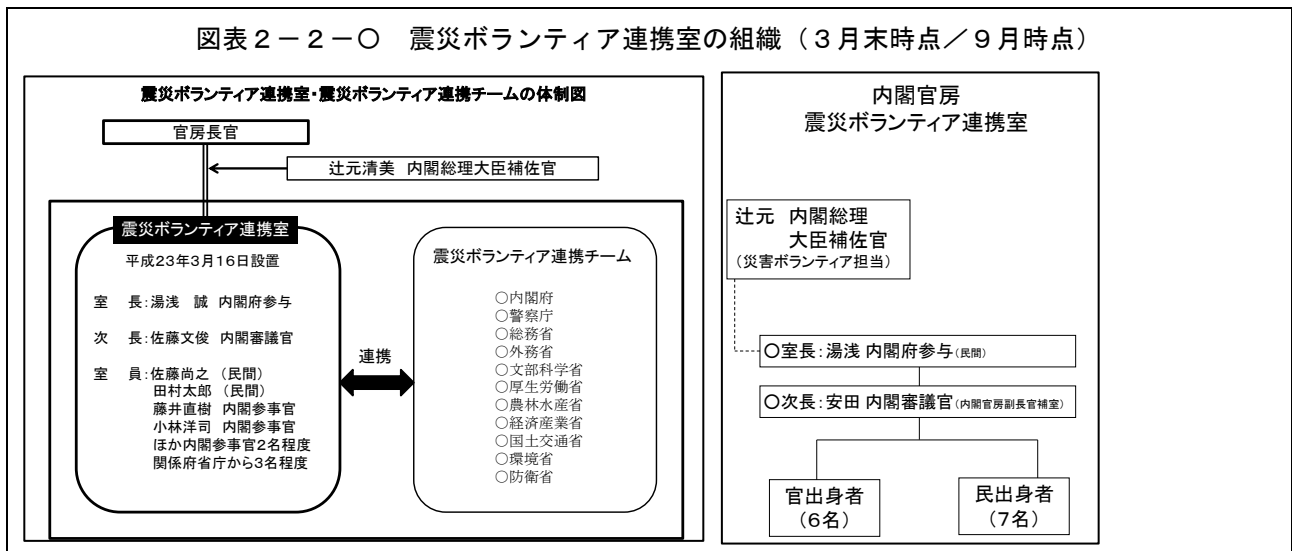 図表2-2-○ 震災ボランティア連携室の組織(3月末時点/9月時点)
震災ボランティア連携室・震災ボランティア連携チームの体制図
官房長官
辻元清美 内閣総理大臣補佐官
震災ボランティア連携室
平成23年3月16日設置
室 長:湯浅 誠 内閣府参与
次 長:佐藤文俊 内閣審議官
室 員:佐藤尚之(民間)
田村太郎(民間)
藤井直樹 内閣参事官
小林洋司 内閣参事官
ほか内閣参事官2名程度
関係府省庁から3名程度
連携
震災ボランティア連携チーム
○内閣府
○警察庁
○総務省
○外務省
○文部科学省
○厚生労働省
○農林水産省
○経済産業省
○国土交通省
○環境省
○防衛省
内閣官房
震災ボランティア連携室
辻元 内閣総理
大臣補佐官
(災害ボランティア担当)
○室長:湯浅 内閣府参与(民間)
○次長:安田 内閣審議官(内閣官房副長官補室)
官出身者
(6名)
民出身者
(7名)